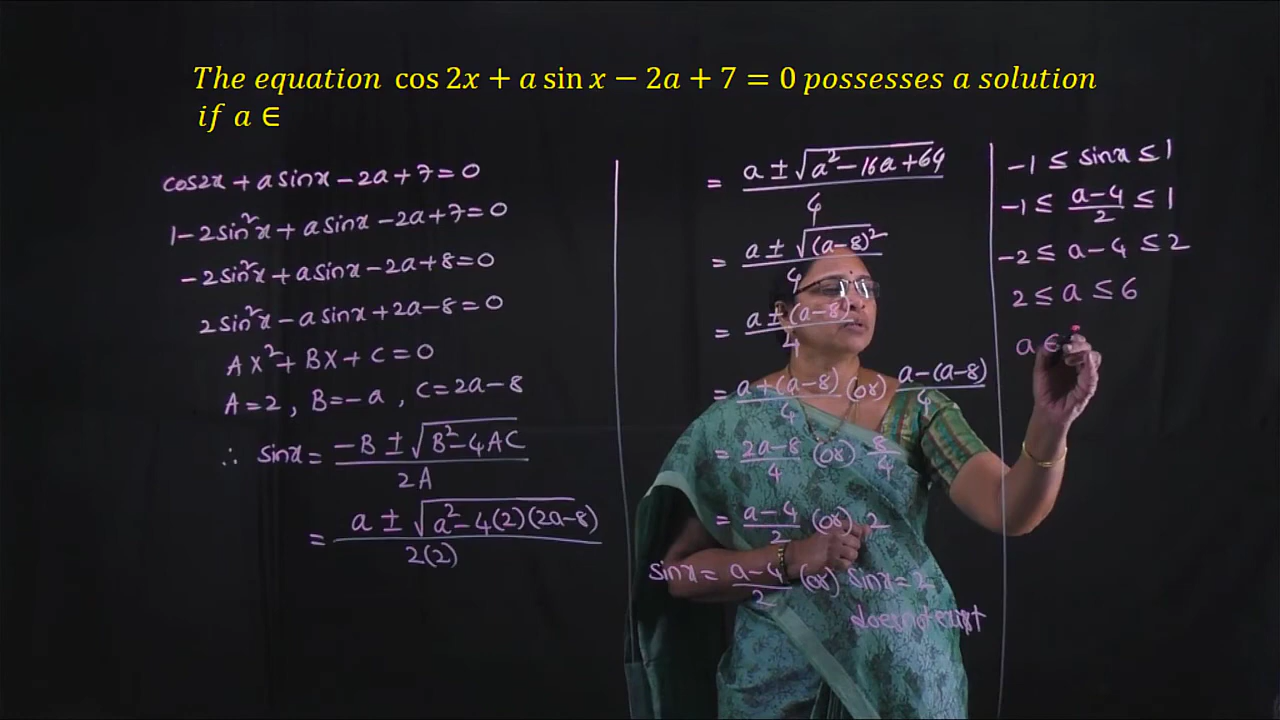 The equation cos 2x + a sin x − 2a + 7 = 0 possesses a solution
if a ∈
cos2x + a sinx − 2a + 7 = 0
1 − 2sin²x + a sinx − 2a + 7 = 0
−2sin²x + a sinx − 2a + 8 = 0
2sin²x − a sinx + 2a − 8 = 0
AX² + BX + C = 0
A = 2 , B = −a , C = 2a − 8
∴ sinx = (−B ± √(B² − 4AC)) / 2A
= (a ± √(a² − 4(2)(2a−8))) / 2(2)
= (a ± √(a² − 16a + 64)) / 4
= (a ± √((a−8)²)) / 4
= (a ± (a−8)) / 4
= (a + (a−8)) / 4 (or) (a − (a−8)) / 4
= (2a−8) / 4 (or) 8/4
= (a−4) / 2 (or) 2
sinx = (a−4) / 2 (or) sinx = 2
does not exist
−1 ≤ sinx ≤ 1
−1 ≤ (a−4) / 2 ≤ 1
−2 ≤ a − 4 ≤ 2
2 ≤ a ≤ 6
a ∈